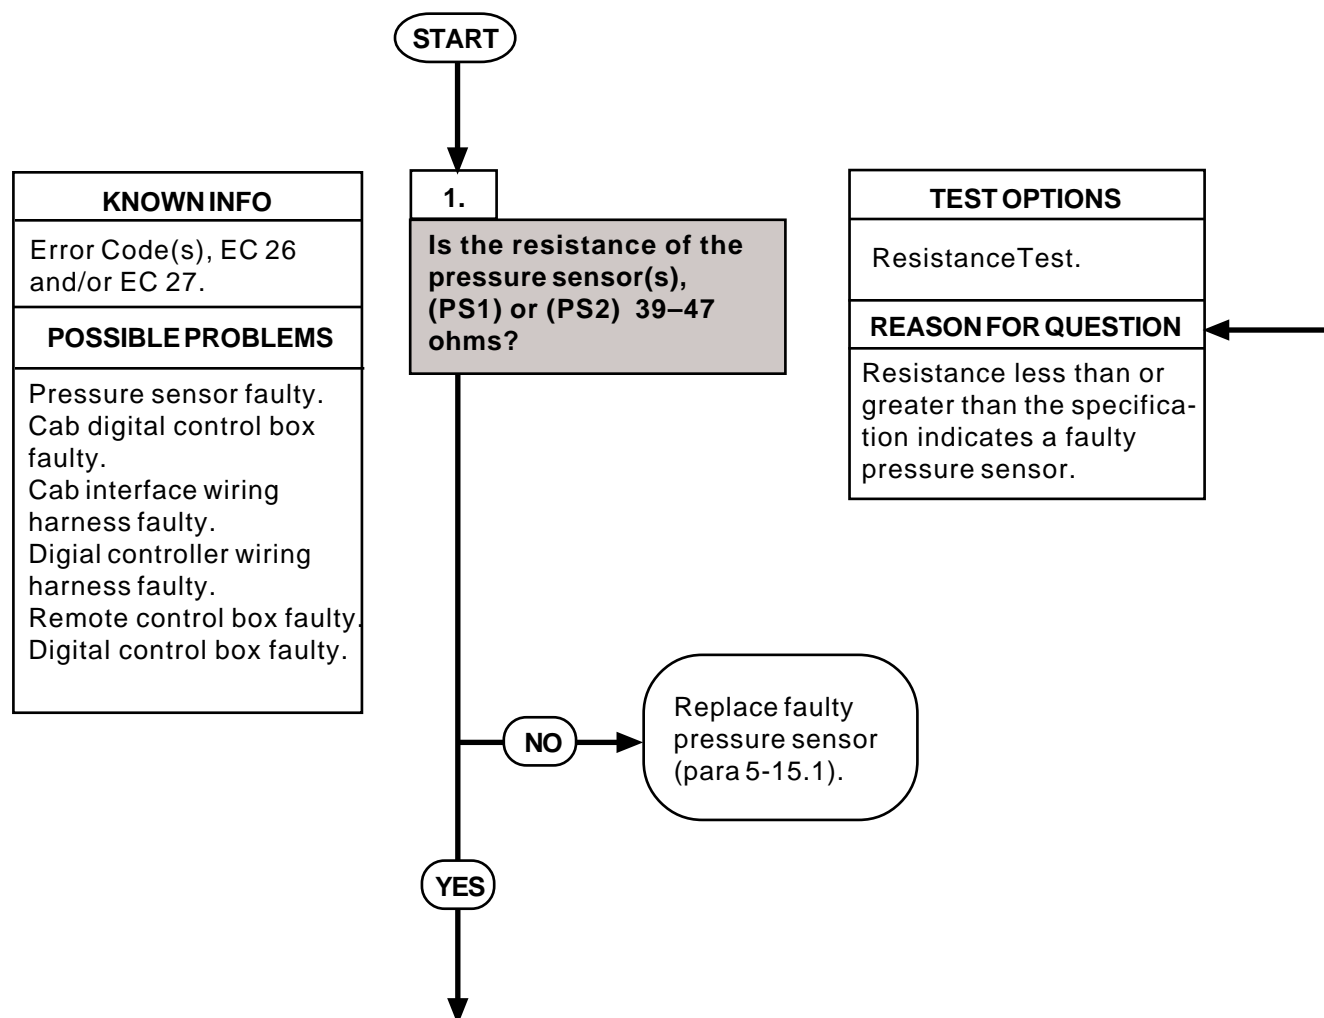 START
KNOWN INFO
Error Code(s), EC 26
and/or EC 27.
POSSIBLE PROBLEMS
Pressure sensor faulty.
Cab digital control box
faulty.
Cab interface wiring
harness faulty.
Digial controller wiring
harness faulty.
Remote control box faulty.
Digital control box faulty.
1.
Is the resistance of the
pressure sensor(s),
(PS1) or (PS2) 39–47
ohms?
TEST OPTIONS
ResistanceTest.
REASON FOR QUESTION
Resistance less than or
greater than the specifica-
tion indicates a faulty
pressure sensor.
NO
Replace faulty
pressure sensor
(para 5-15.1).
YES